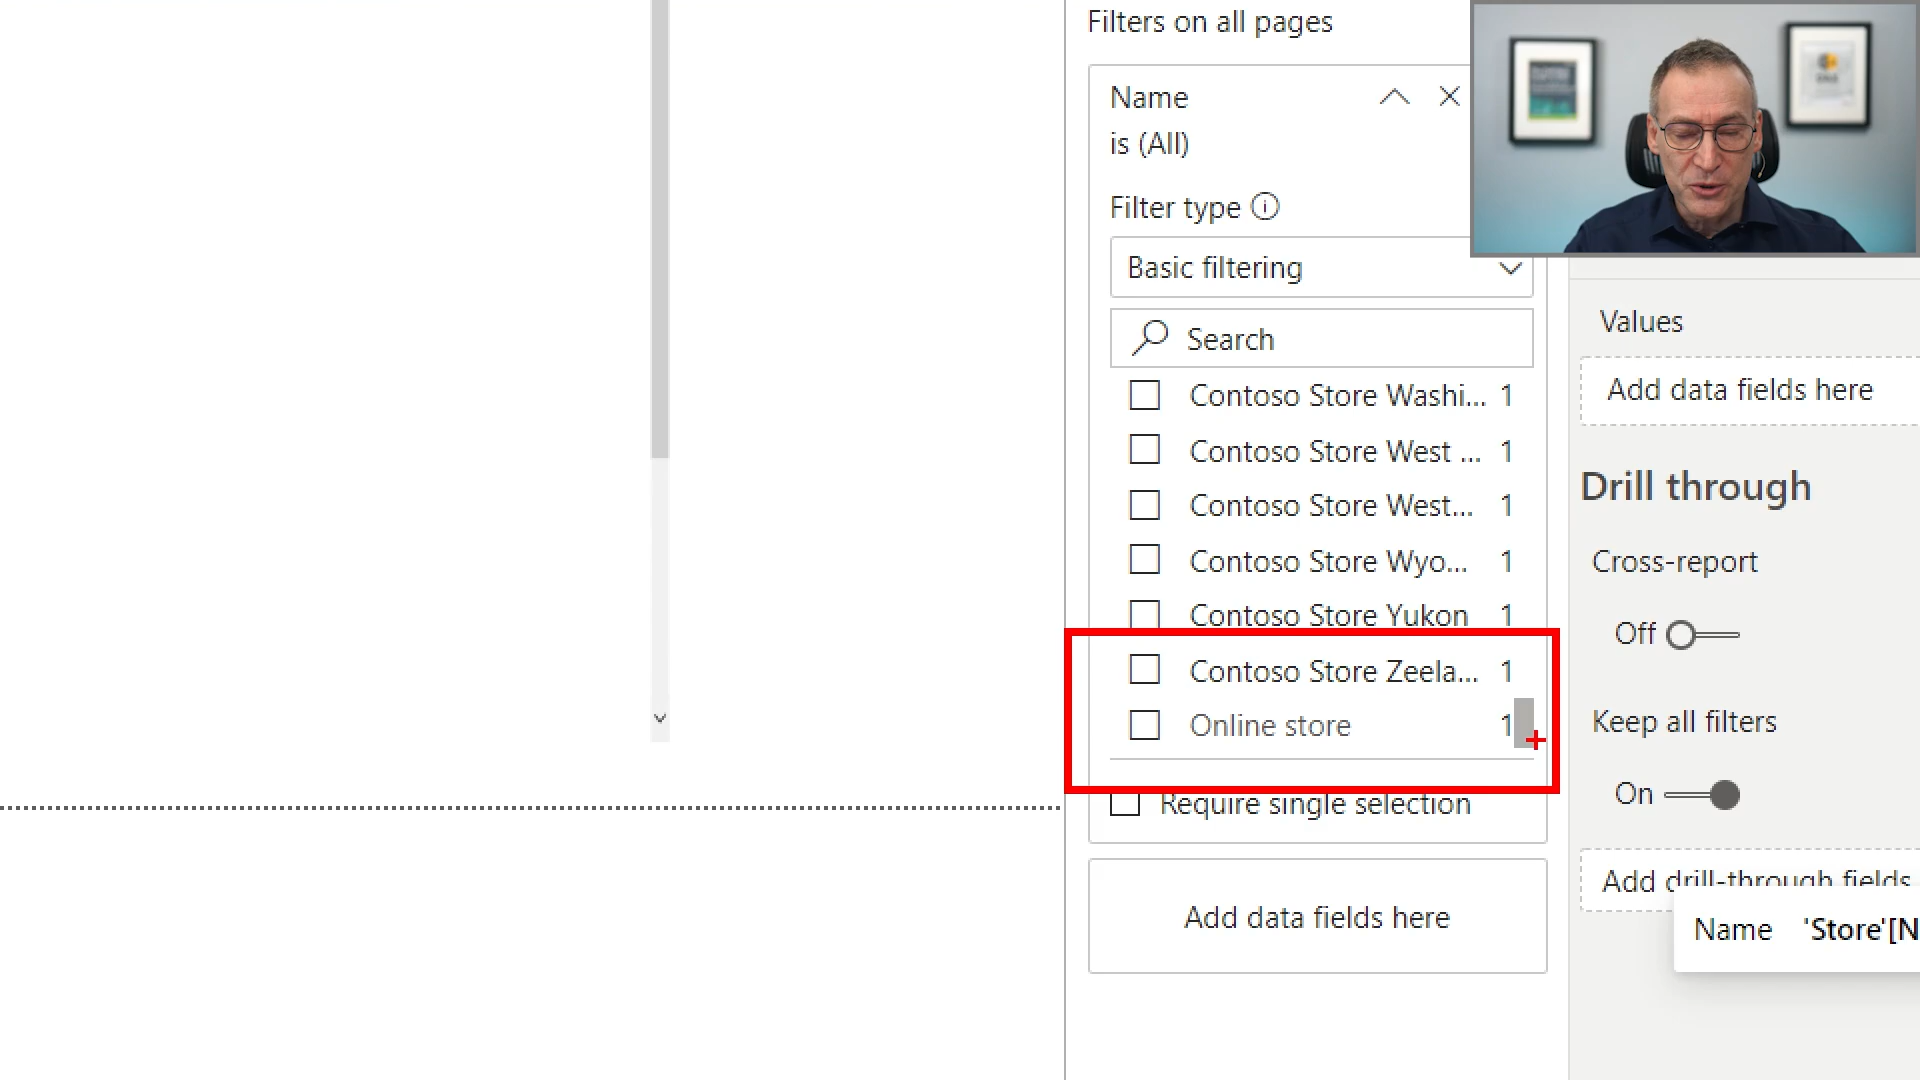 Filters on all pages
Name
is (All)
Filter type
Basic filtering
Search
Contoso Store Washi... 1
Contoso Store West ... 1
Contoso Store West... 1
Contoso Store Wyo... 1
Contoso Store Yukon 1
Contoso Store Zeela... 1
Online store 1
Require single selection
Add data fields here
Values
Add data fields here
Drill through
Cross-report
Off
Keep all filters
On
Add drill-through fields
Name 'Store'[N